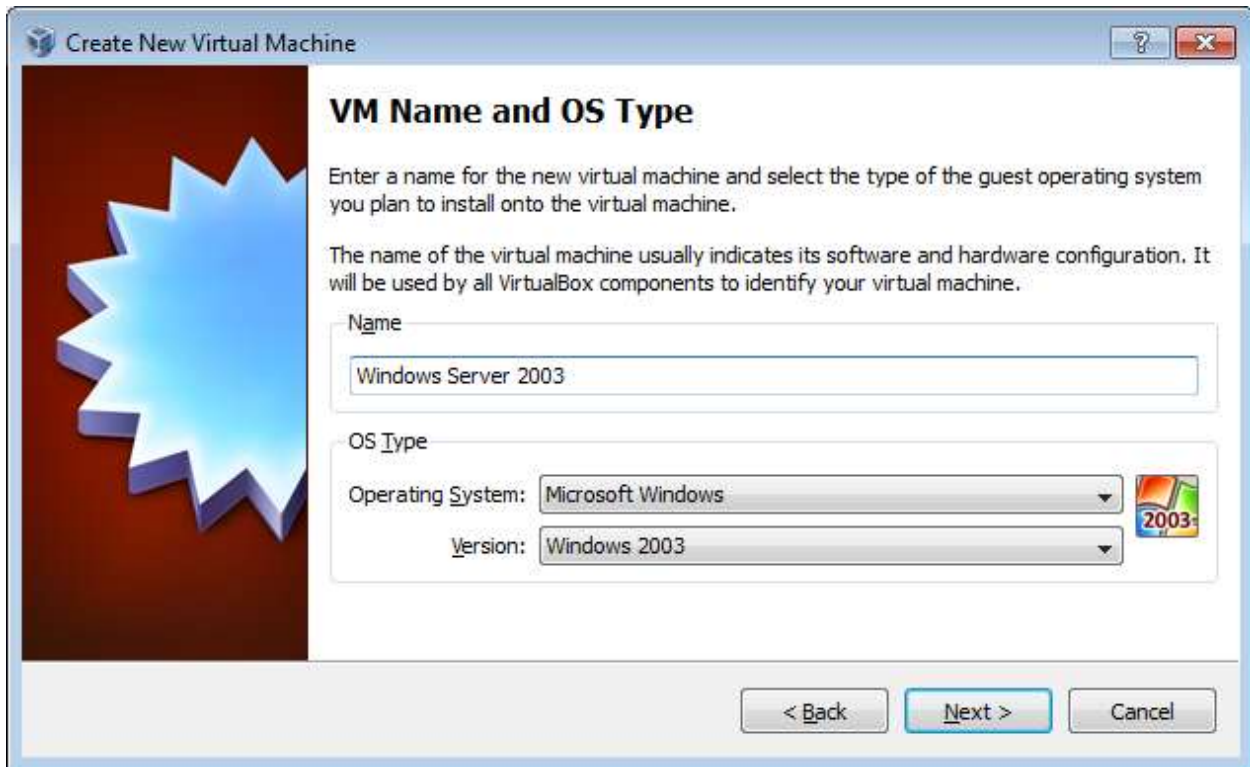 Create New Virtual Machine
VM Name and OS Type
Enter a name for the new virtual machine and select the type of the guest operating system
you plan to install onto the virtual machine.
The name of the virtual machine usually indicates its software and hardware configuration. It
will be used by all VirtualBox components to identify your virtual machine.
Name
Windows Server 2003
OS Type
Operating System: Microsoft Windows
2003
Version: Windows 2003
< Back Next > Cancel